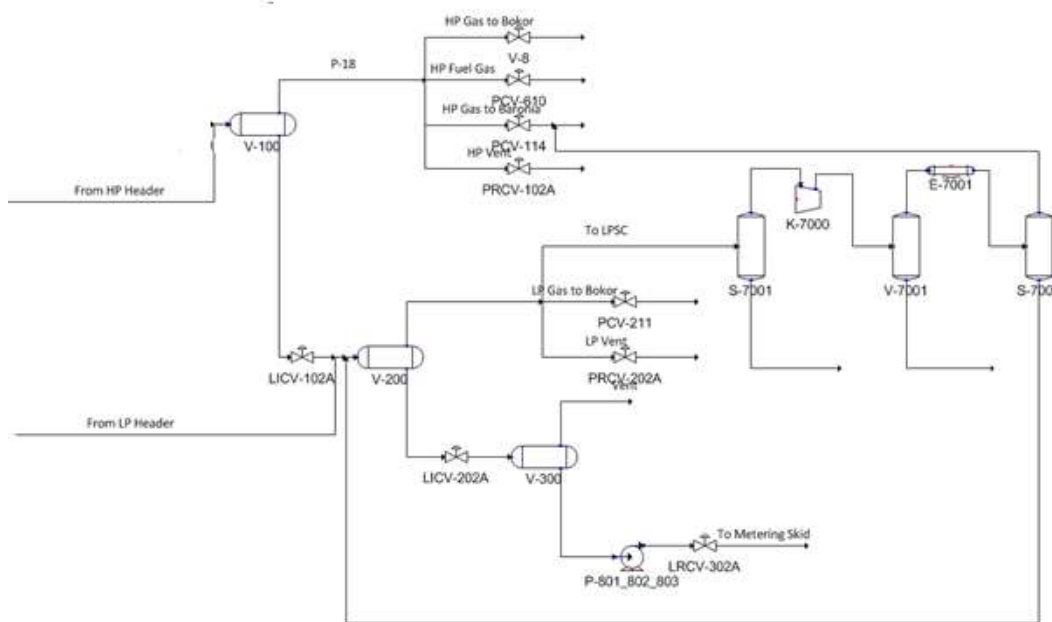 HP Gas to Bokor
V-8
P-18
HP Fuel Gas
PCV-610
HP Gas to Baronia
PCV-114
V-100
HP Vent
PRCV-102A
From HP Header
E-7001
K-7000
To LPSC
S-7001
V-7001
S-700
LP Gas to Bokor
PCV-211
LP Vent
PRCV-202A
LICV-102A
V-200
Vent
From LP Header
LICV-202A
V-300
To Metering Skid
LRCV-302A
P-801_802_803